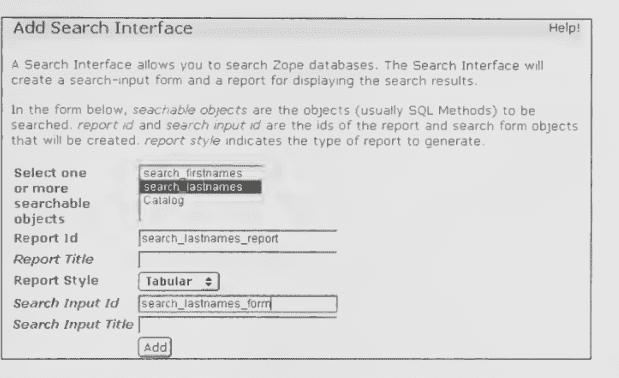 Add Search Interface Help!
A Search Interface allows you to search Zope databases. The Search Interface will
create a search-input form and a report for displaying the search results.
In the form below, seachable objects are the objects (usually SQL Methods) to be
searched. report id and search input id are the ids of the report and search form objects
that will be created. report style indicates the type of report to generate.
Select one
or more
searchable
objects
search_firstnames
search_lastnames
Catalog
Report Id search_lastnames_report
Report Title
Report Style Tabular
Search Input Id search_lastnames_form
Search Input Title
Add